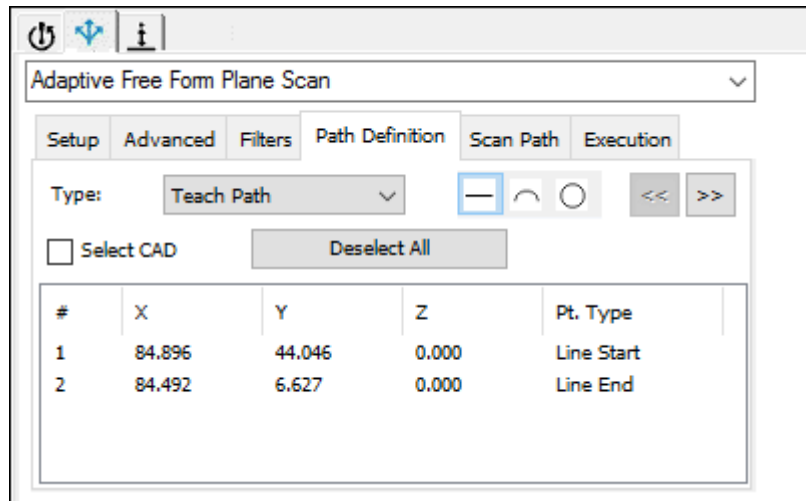 Adaptive Free Form Plane Scan
Setup Advanced Filters Path Definition Scan Path Execution
Type: Teach Path << >>
Select CAD Deselect All
# X Y Z Pt. Type
1 84.896 44.046 0.000 Line Start
2 84.492 6.627 0.000 Line End